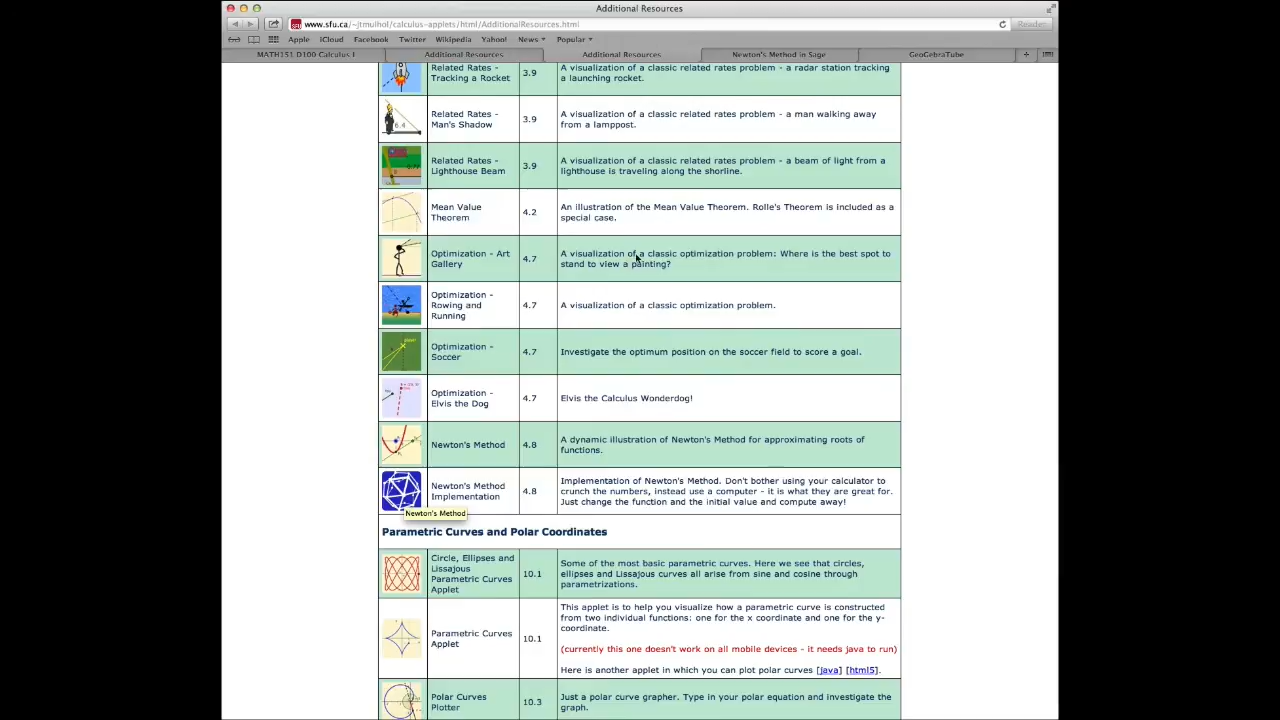 Additional Resources
www.sfu.ca/~jtmulhol/calculus-applets/html/AdditionalResources.html
Reader
Apple iCloud Facebook Twitter Wikipedia Yahoo! News Popular
MATH151 D100 Calculus I
Additional Resources
Additional Resources
Newton's Method in Sage
GeoGebraTube
Related Rates -
Tracking a Rocket
3.9
A visualization of a classic related rates problem - a radar station tracking
a launching rocket.
6.4
Related Rates -
Man's Shadow
3.9
A visualization of a classic related rates problem - a man walking away
from a lamppost.
Related Rates -
Lighthouse Beam
3.9
A visualization of a classic related rates problem - a beam of light from a
lighthouse is traveling along the shorline.
Mean Value
Theorem
4.2
An illustration of the Mean Value Theorem. Rolle's Theorem is included as a
special case.
Optimization - Art
Gallery
4.7
A visualization of a classic optimization problem: Where is the best spot to
stand to view a painting?
Optimization -
Rowing and
Running
4.7
A visualization of a classic optimization problem.
Optimization -
Soccer
4.7
Investigate the optimum position on the soccer field to score a goal.
Optimization -
Elvis the Dog
4.7
Elvis the Calculus Wonderdog!
Newton's Method
4.8
A dynamic illustration of Newton's Method for approximating roots of
functions.
Newton's Method
Implementation
4.8
Implementation of Newton's Method. Don't bother using your calculator to
crunch the numbers, instead use a computer - it is what they are great for.
Just change the function and the initial value and compute away!
Newton's Method
Parametric Curves and Polar Coordinates
Circle, Ellipses and
Lissajous
Parametric Curves
Applet
10.1
Some of the most basic parametric curves. Here we see that circles,
ellipses and Lissajous curves all arise from sine and cosine through
parametrizations.
Parametric Curves
Applet
10.1
This applet is to help you visualize how a parametric curve is constructed
from two individual functions: one for the x coordinate and one for the y-
coordinate.
(currently this one doesn't work on all mobile devices - it needs java to run)
Here is another applet in which you can plot polar curves [java] [html5].
Polar Curves
Plotter
10.3
Just a polar curve grapher. Type in your polar equation and investigate the
graph.